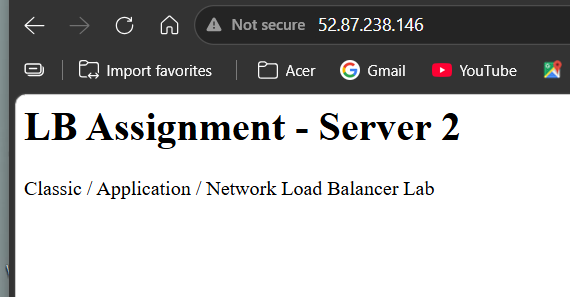 Not secure 52.87.238.146
Import favorites Acer Gmail YouTube
LB Assignment - Server 2
Classic / Application / Network Load Balancer Lab